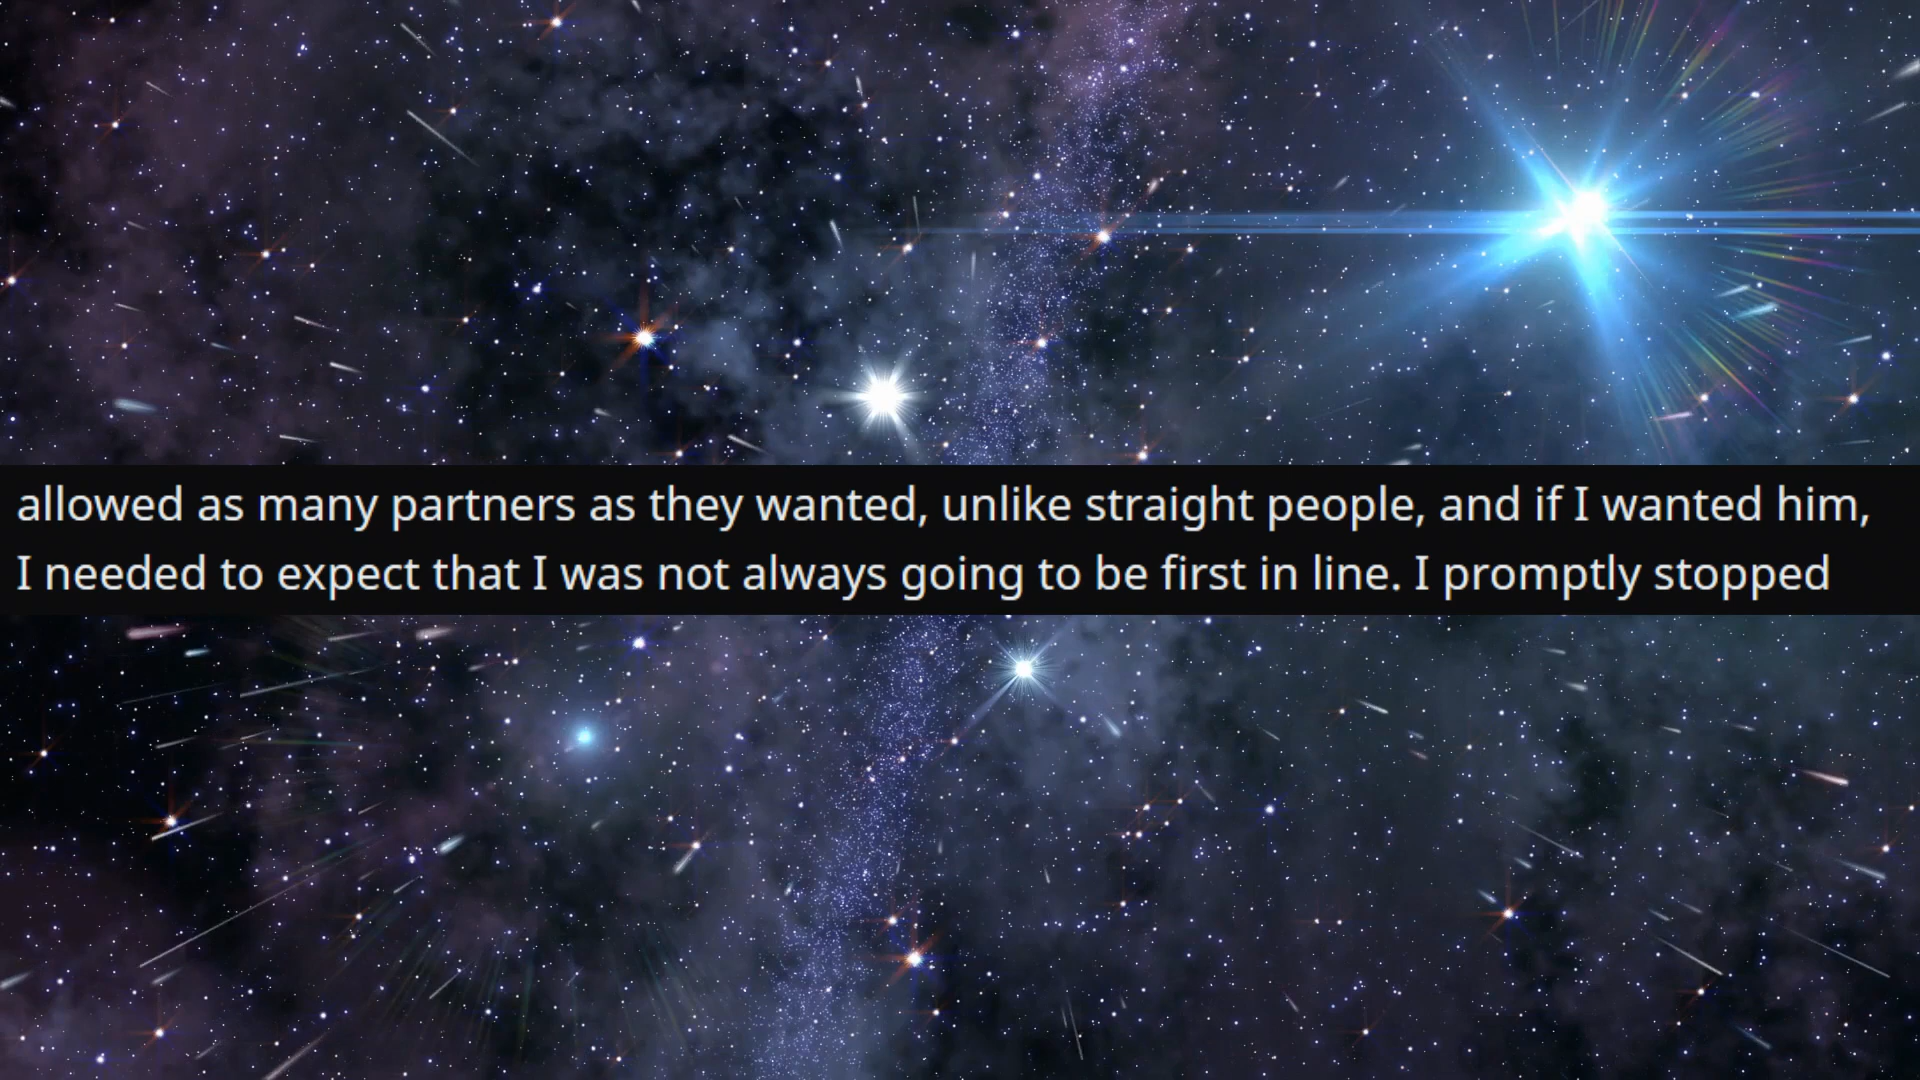 allowed as many partners as they wanted, unlike straight people, and if I wanted him,
I needed to expect that I was not always going to be first in line. I promptly stopped